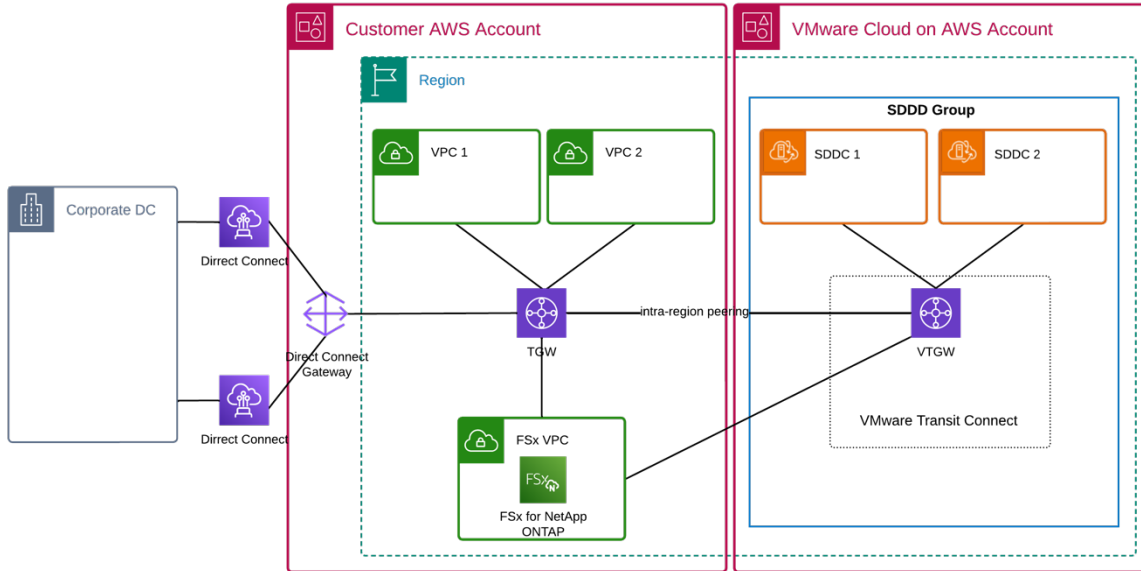 Customer AWS Account
VMware Cloud on AWS Account
Region
SDDD Group
VPC 1
VPC 2
SDDC 1
SDDC 2
Corporate DC
Dirrect Connect
intra-region peering
TGW
VTGW
Direct Connect
Gateway
Dirrect Connect
VMware Transit Connect
FSx VPC
FSx
N
FSx for NetApp
ONTAP